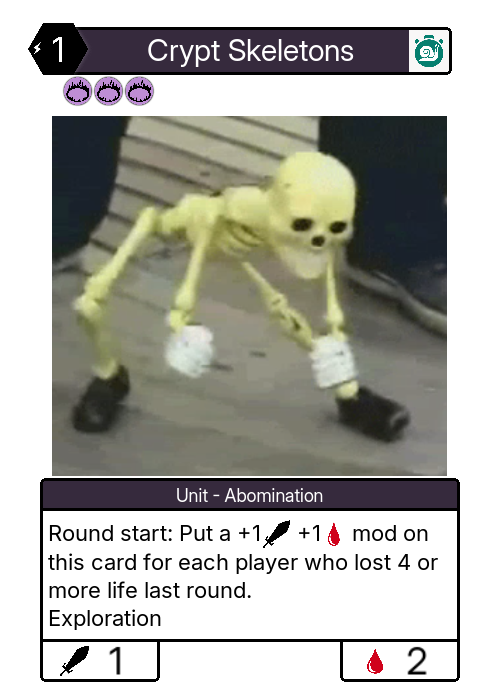 1
Crypt Skeletons
Unit - Abomination
Round start: Put a +1 +1 mod on
this card for each player who lost 4 or
more life last round.
Exploration
1
2